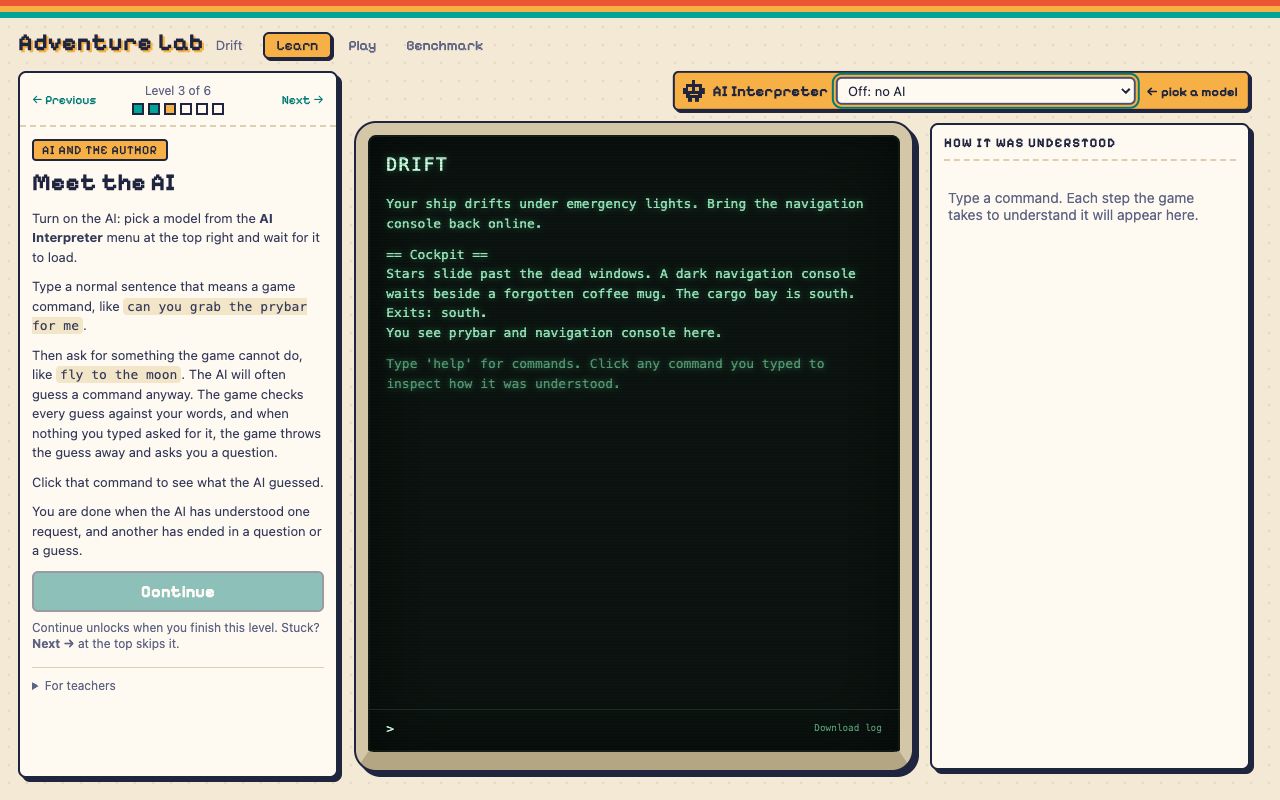 Adventure Lab Drift Learn Play Benchmark
← Previous
Level 3 of 6
Next →
AI AND THE AUTHOR
Meet the AI
Turn on the AI: pick a model from the AI
Interpreter menu at the top right and wait for it
to load.
Type a normal sentence that means a game
command, like can you grab the prybar
for me.
Then ask for something the game cannot do,
like fly to the moon. The AI will often
guess a command anyway. The game checks
every guess against your words, and when
nothing you typed asked for it, the game throws
the guess away and asks you a question.
Click that command to see what the AI guessed.
You are done when the AI has understood one
request, and another has ended in a question or
a guess.
Continue
Continue unlocks when you finish this level. Stuck?
Next → at the top skips it.
For teachers
AI Interpreter Off: no AI ← pick a model
DRIFT
Your ship drifts under emergency lights. Bring the navigation
console back online.
== Cockpit ==
Stars slide past the dead windows. A dark navigation console
waits beside a forgotten coffee mug. The cargo bay is south.
Exits: south.
You see prybar and navigation console here.
Type 'help' for commands. Click any command you typed to
inspect how it was understood.
>
Download log
HOW IT WAS UNDERSTOOD
Type a command. Each step the game
takes to understand it will appear here.